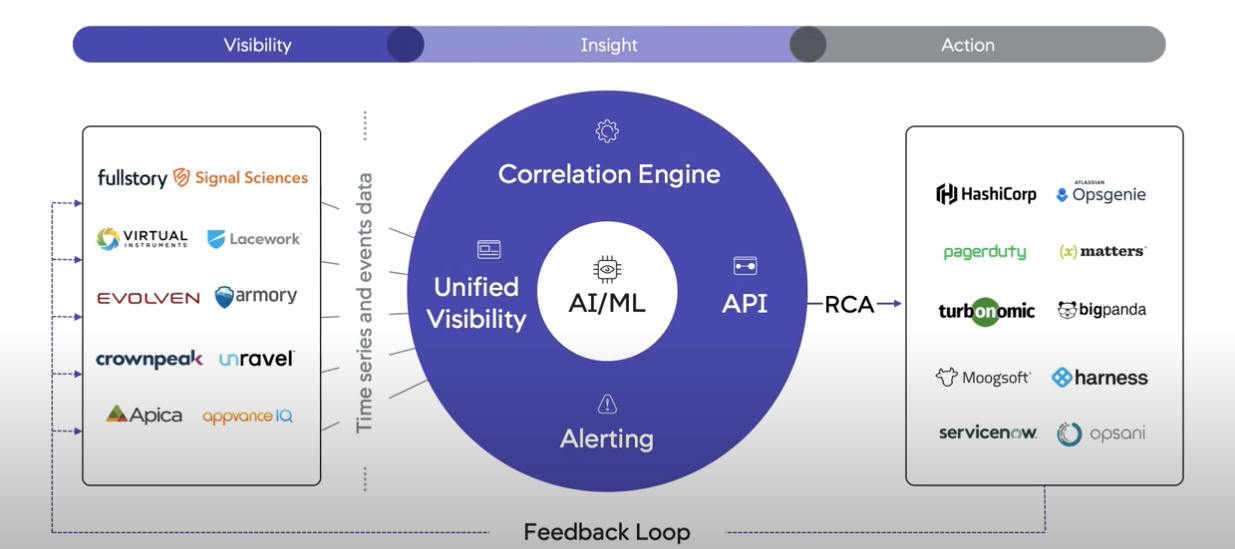 Visibility
Insight
Action
fullstory
Signal Sciences
VIRTUAL
INSTRUMENTS
Lacework
EVOLVEN
armory
crownpeak
unravel
Apica
appvance IQ
Time series and events data
Correlation Engine
Unified
Visibility
AI/ML
API
Alerting
RCA
HashiCorp
ATLASSIAN
Opsgenie
pagerduty
(x)matters
turbonomic
bigpanda
Moogsoft
harness
servicenow
opsani
Feedback Loop